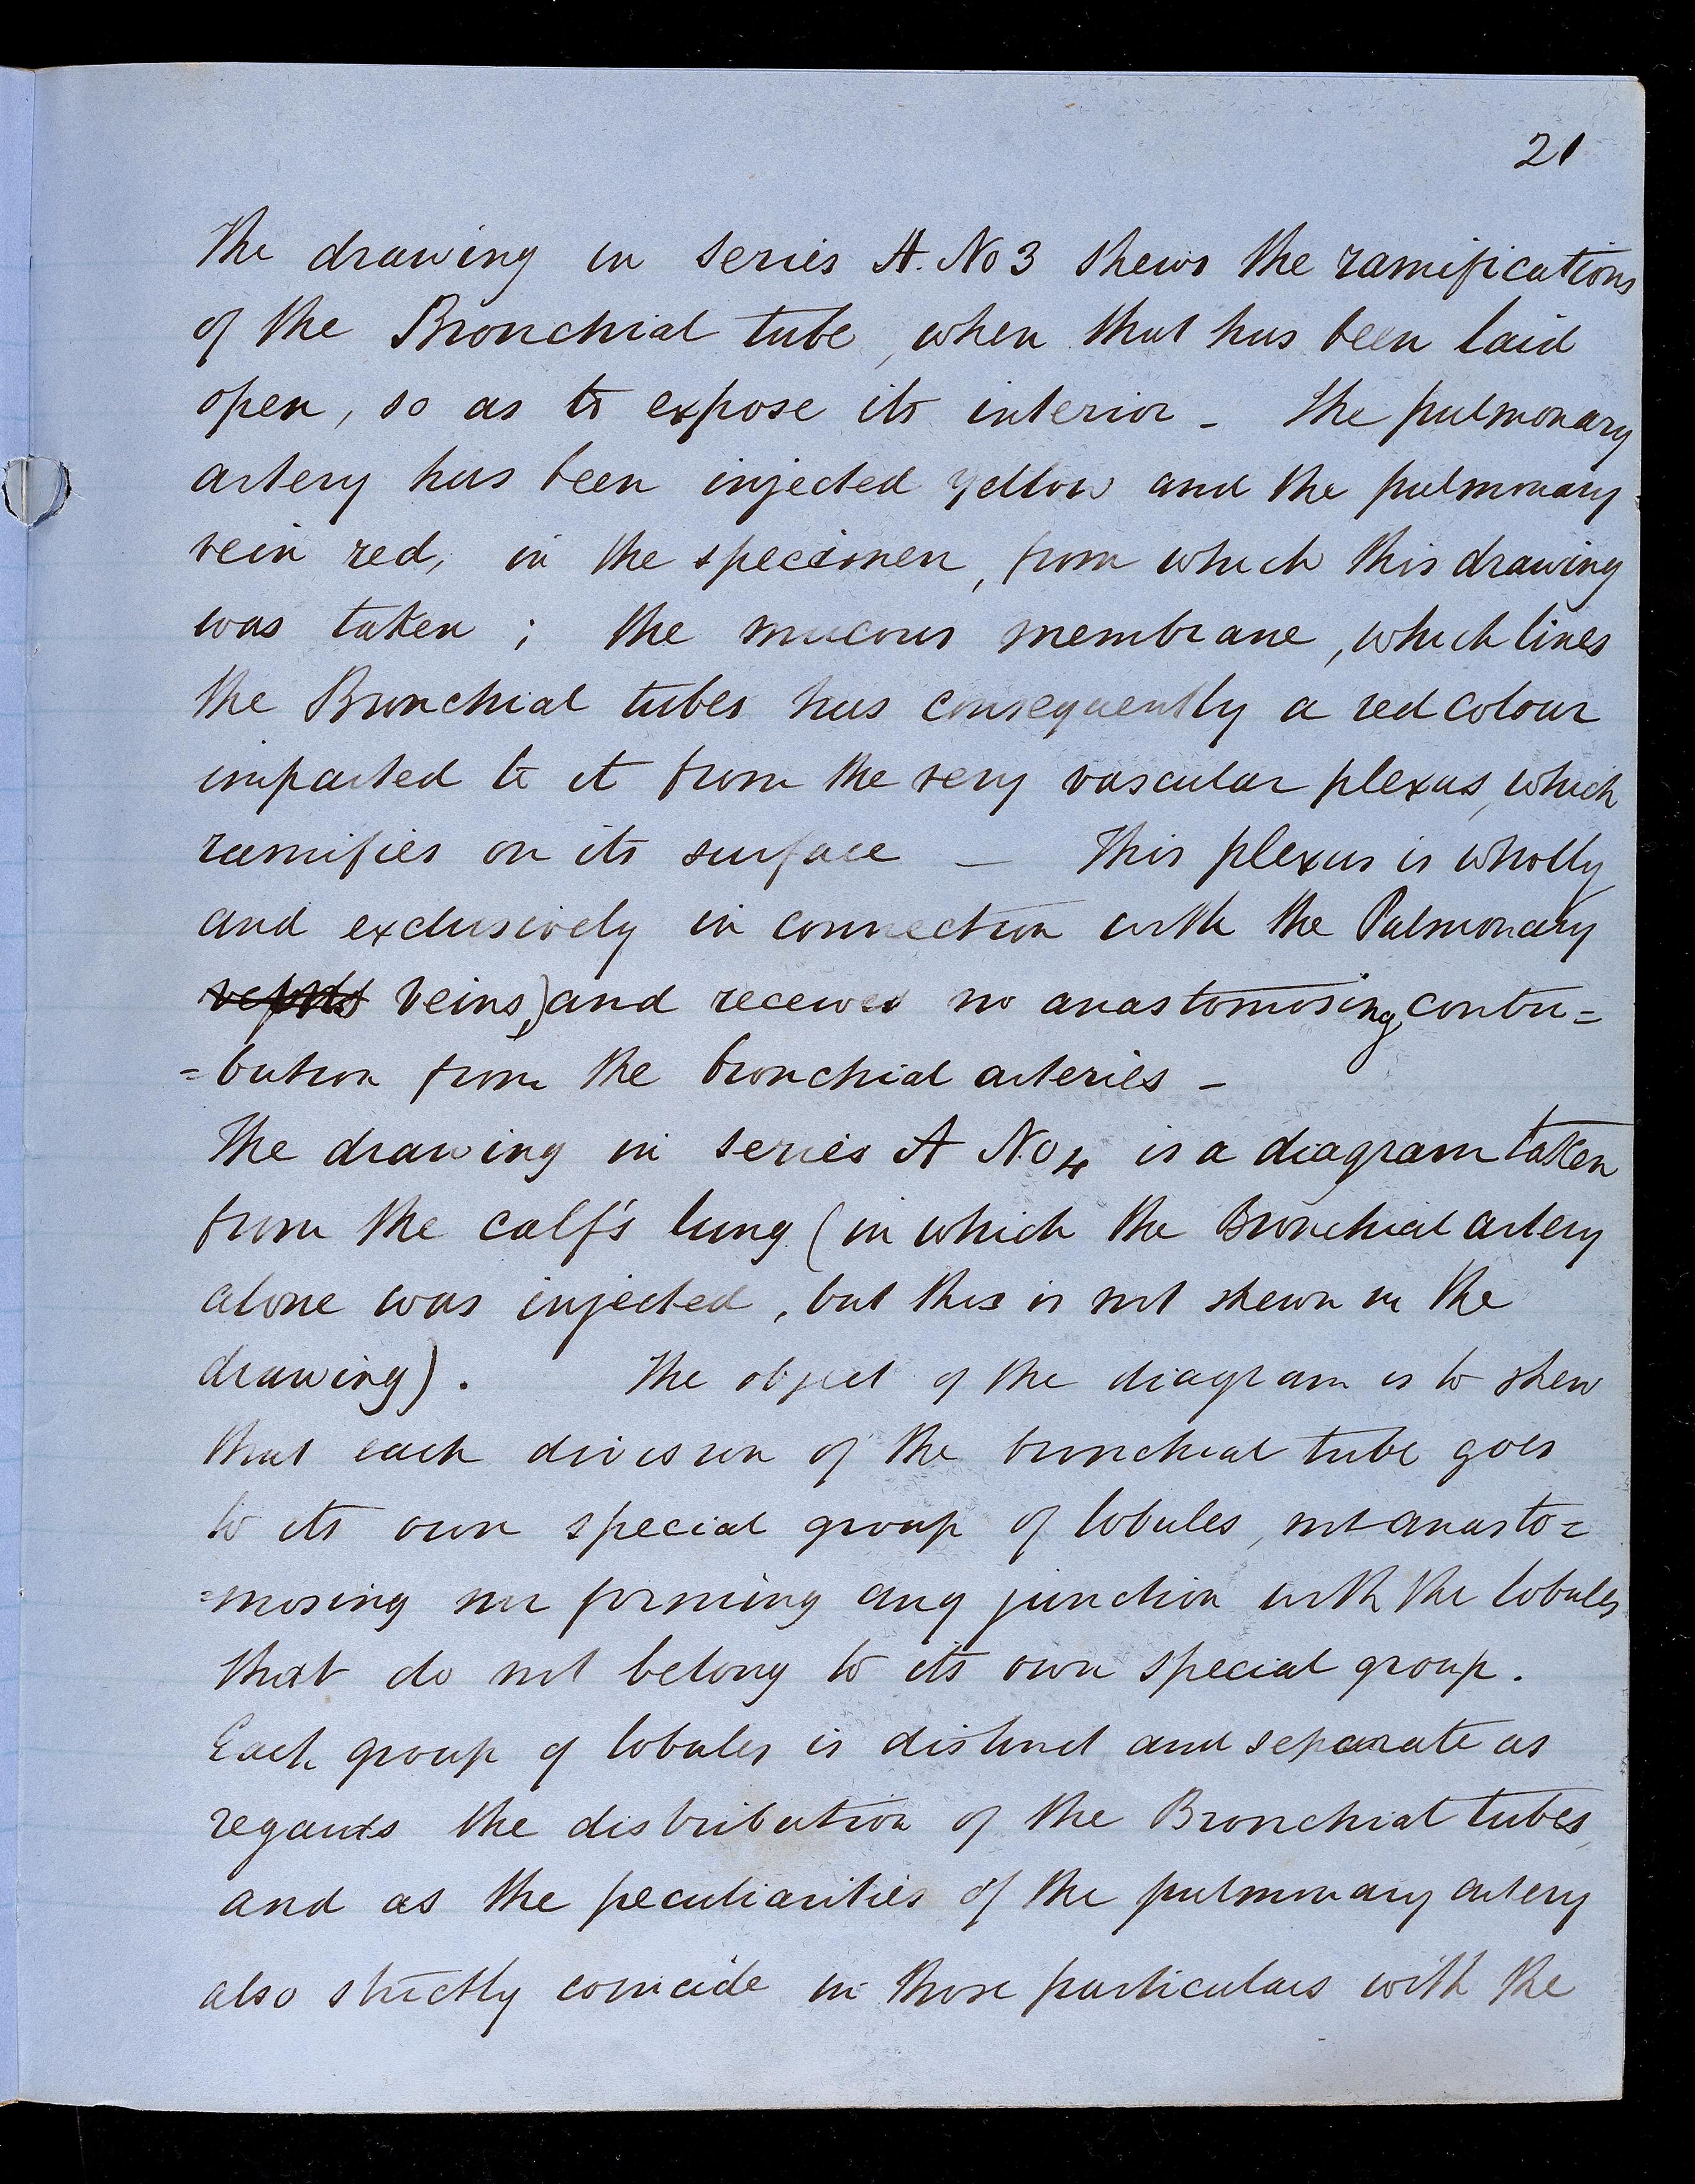 21
The drawing in series A. No 3 shews the ramifications
of the Bronchial tube, when that has been laid
open, so as to expose its interior - The pulmonary
artery has been injected yellow and the pulmonary
vein red, in the specimen, from which this drawing
was taken ; the mucous membrane, which lines
the Bronchial tubes has consequently a red colour
imparted to it from the very vascular plexus, which
ramifies on its surface — This plexus is wholly
and exclusively in connection with the Pulmonary
veins,) and receives no anastomosing contri=
=bution from the bronchial arteries -
The drawing in series A No 4 is a diagram taken
from the calf's lung (in which the Bronchial artery
alone was injected, but this is not shewn in the
drawing). The object of the diagram is to shew
that each division of the bronchial tube goes
to its own special group of lobules, not anasto=
=mosing nor forming any junction with the lobules
that do not belong to its own special group.
Each group of lobules is distinct and separate as
regards the distribution of the Bronchial tubes,
and as the peculiarities of the pulmonary artery
also strictly coincide in those particulars with the